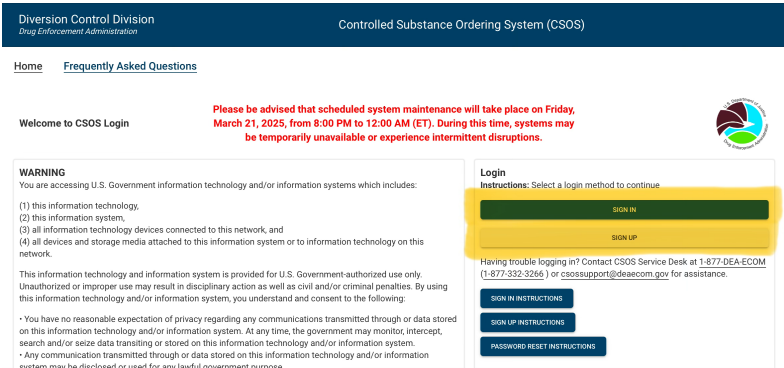 Diversion Control Division
Drug Enforcement Administration
Controlled Substance Ordering System (CSOS)
Home
Frequently Asked Questions
Welcome to CSOS Login
Please be advised that scheduled system maintenance will take place on Friday,
March 21, 2025, from 8:00 PM to 12:00 AM (ET). During this time, systems may
be temporarily unavailable or experience intermittent disruptions.
U.S. Department of Justice
Drug Enforcement Administration
WARNING
You are accessing U.S. Government information technology and/or information systems which includes:
(1) this information technology,
(2) this information system,
(3) all information technology devices connected to this network, and
(4) all devices and storage media attached to this information system or to information technology on this
network.
This information technology and information system is provided for U.S. Government-authorized use only.
Unauthorized or improper use may result in disciplinary action as well as civil and/or criminal penalties. By using
this information technology and/or information system, you understand and consent to the following:
• You have no reasonable expectation of privacy regarding any communications transmitted through or data stored
on this information technology and/or information system. At any time, the government may monitor, intercept,
search and/or seize data transiting or stored on this information technology and/or information system.
• Any communication transmitted through or data stored on this information technology and/or information
system may be disclosed or used for any lawful government purpose.
Login
Instructions: Select a login method to continue
SIGN IN
SIGN UP
Having trouble logging in? Contact CSOS Service Desk at 1-877-DEA-ECOM
(1-877-332-3266 ) or csossupport@deaecom.gov for assistance.
SIGN IN INSTRUCTIONS
SIGN UP INSTRUCTIONS
PASSWORD RESET INSTRUCTIONS